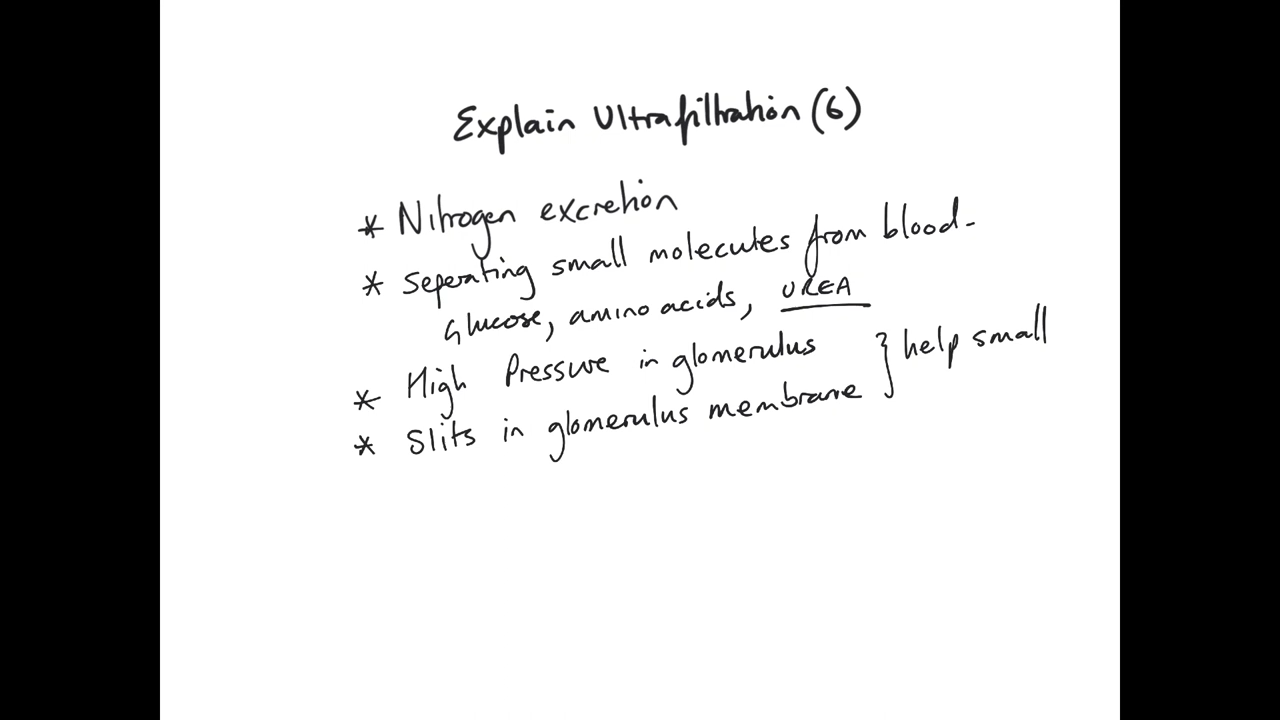 Explain Ultrafiltration (6)
* Nitrogen excretion
* Seperating small molecules from blood-
Glucose, amino acids, UREA
* High Pressure in glomerulus } help small
* Slits in glomerulus membrane